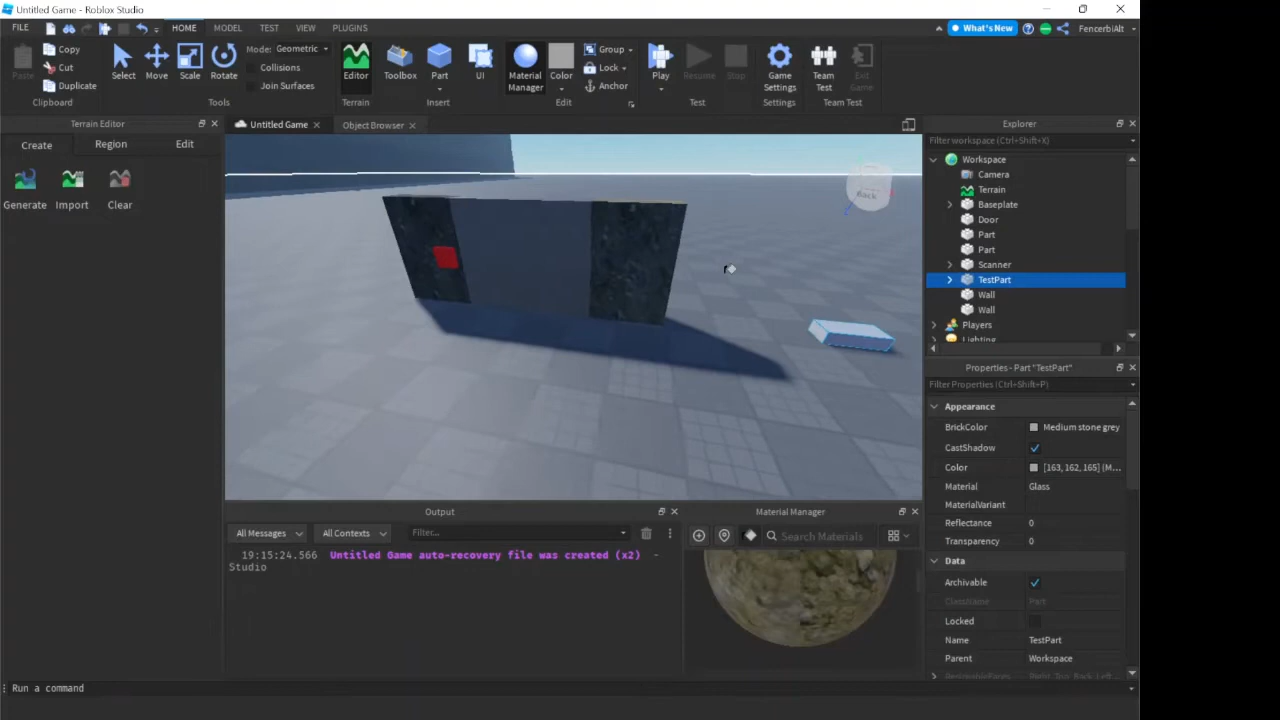 Untitled Game - Roblox Studio
FILE HOME MODEL TEST VIEW PLUGINS What's New FencerbiAlt
Copy Mode: Geometric Group
Cut Collisions Lock
Paste Duplicate Select Move Scale Rotate Join Surfaces Editor Toolbox Part UI Material Manager Color Anchor Play Resume Stop Game Settings Team Test Exit Game
Clipboard Tools Terrain Insert Edit Test Settings Team Test
Terrain Editor Untitled Game Object Browser Explorer
Create Region Edit Filter workspace (Ctrl+Shift+X)
Generate Import Clear
Back
Workspace
Camera
Terrain
Baseplate
Door
Part
Part
Scanner
TestPart
Wall
Wall
Players
Lighting
Properties - Part "TestPart"
Filter Properties (Ctrl+Shift+P)
Appearance
BrickColor Medium stone grey
CastShadow
Color [163, 162, 165] (M...
Material Glass
MaterialVariant
Reflectance 0
Transparency 0
Data
Archivable
ClassName Part
Locked
Name TestPart
Parent Workspace
Output Material Manager
All Messages All Contexts Filter... Search Materials
19:15:24.566 Untitled Game auto-recovery file was created (x2) -
Studio
Run a command